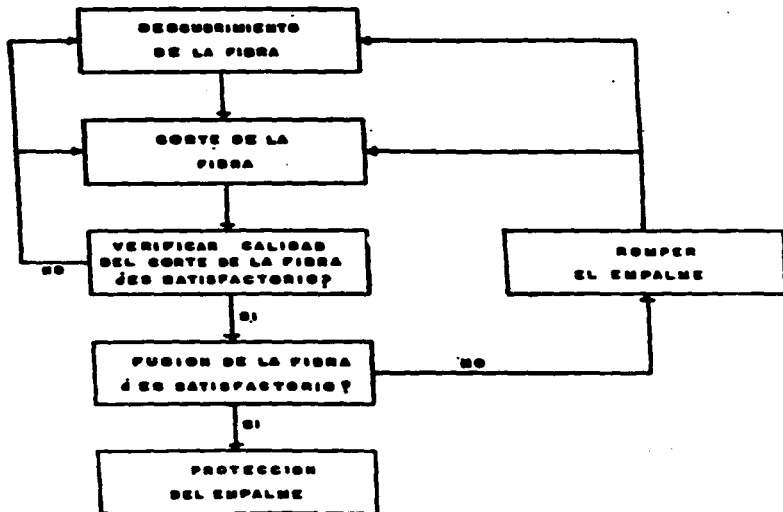 DESCUBRIMIENTO
DE LA FIBRA
CORTE DE LA
FIBRA
VERIFICAR CALIDAD
DEL CORTE DE LA FIBRA
¿ES SATISFACTORIO?
NO
ROMPER
EL EMPALME
SI
FUSION DE LA FIBRA
¿ES SATISFACTORIO?
NO
SI
PROTECCION
DEL EMPALME